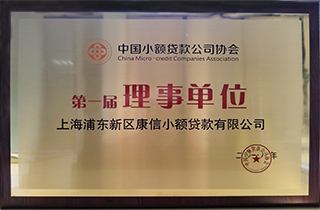 中国小额贷款公司协会
China Micro-credit Companies Association
第一届 理事单位
上海浦东新区康信小额贷款有限公司